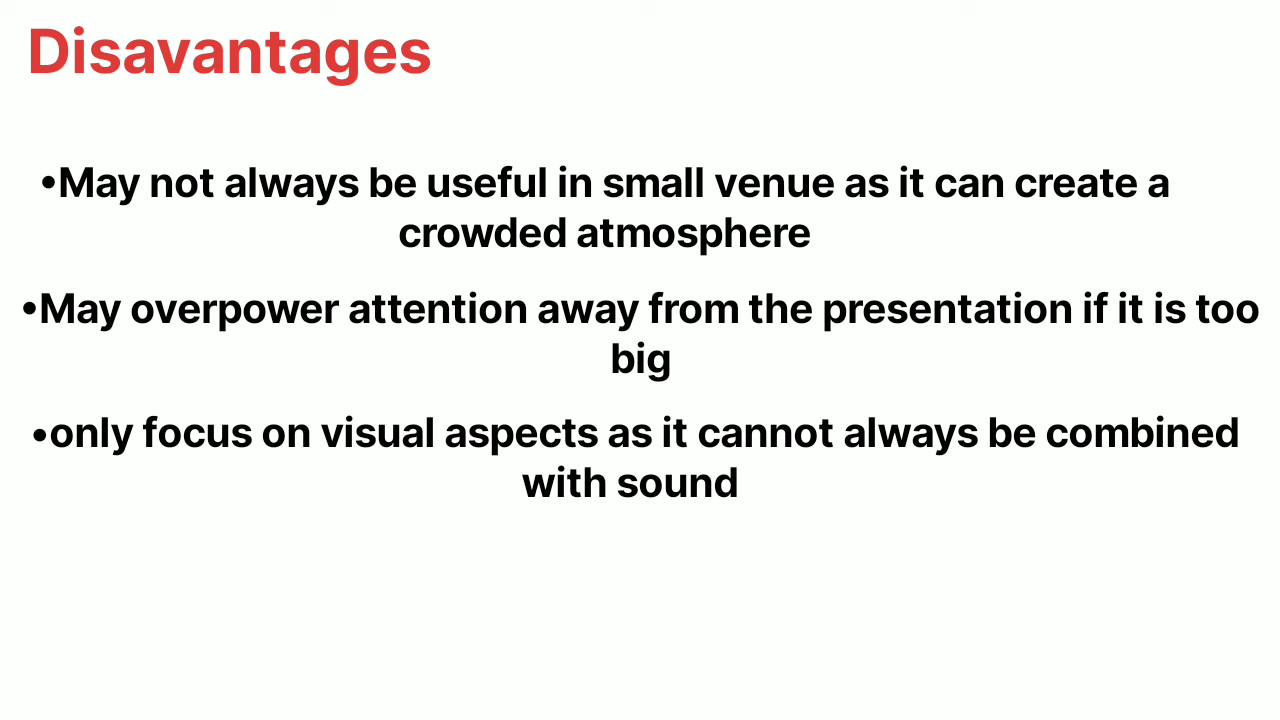 Disavantages
•May not always be useful in small venue as it can create a
crowded atmosphere
•May overpower attention away from the presentation if it is too
big
•only focus on visual aspects as it cannot always be combined
with sound